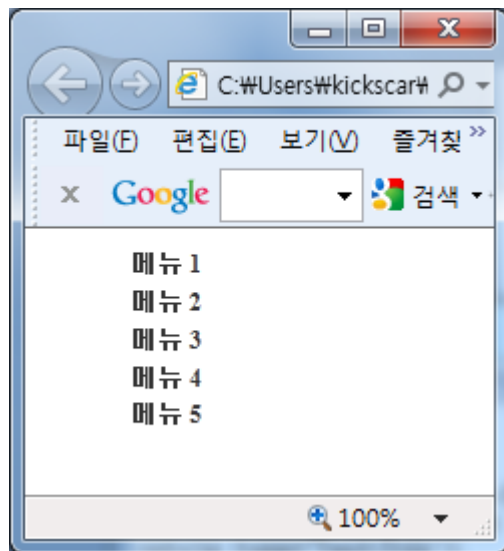 C:₩Users₩kickscar₩
파일(F) 편집(E) 보기(V) 즐겨찾 »
x Google 검색
메뉴 1
메뉴 2
메뉴 3
메뉴 4
메뉴 5
100%